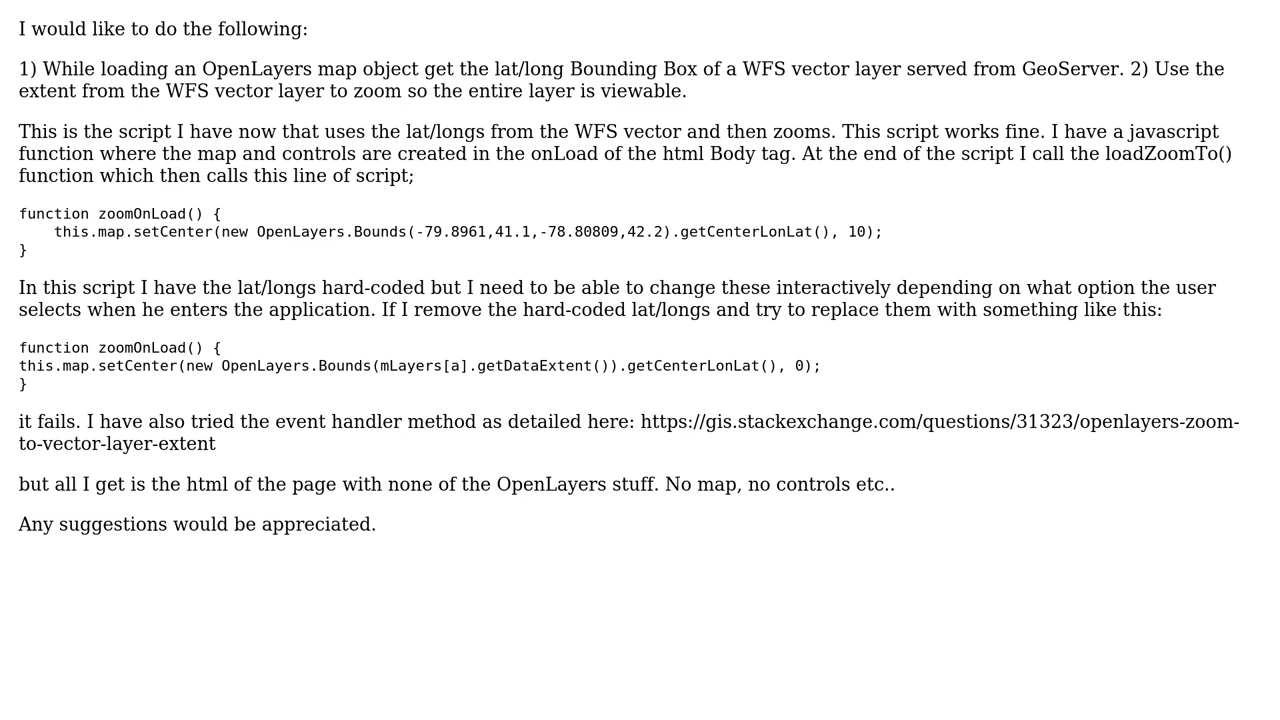 I would like to do the following:
1) While loading an OpenLayers map object get the lat/long Bounding Box of a WFS vector layer served from GeoServer. 2) Use the
extent from the WFS vector layer to zoom so the entire layer is viewable.
This is the script I have now that uses the lat/longs from the WFS vector and then zooms. This script works fine. I have a javascript
function where the map and controls are created in the onLoad of the html Body tag. At the end of the script I call the loadZoomTo()
function which then calls this line of script;
function zoomOnLoad() {
    this.map.setCenter(new OpenLayers.Bounds(-79.8961,41.1,-78.80809,42.2).getCenterLonLat(), 10);
}
In this script I have the lat/longs hard-coded but I need to be able to change these interactively depending on what option the user
selects when he enters the application. If I remove the hard-coded lat/longs and try to replace them with something like this:
function zoomOnLoad() {
this.map.setCenter(new OpenLayers.Bounds(mLayers[a].getDataExtent()).getCenterLonLat(), 0);
}
it fails. I have also tried the event handler method as detailed here: https://gis.stackexchange.com/questions/31323/openlayers-zoom-
to-vector-layer-extent
but all I get is the html of the page with none of the OpenLayers stuff. No map, no controls etc..
Any suggestions would be appreciated.